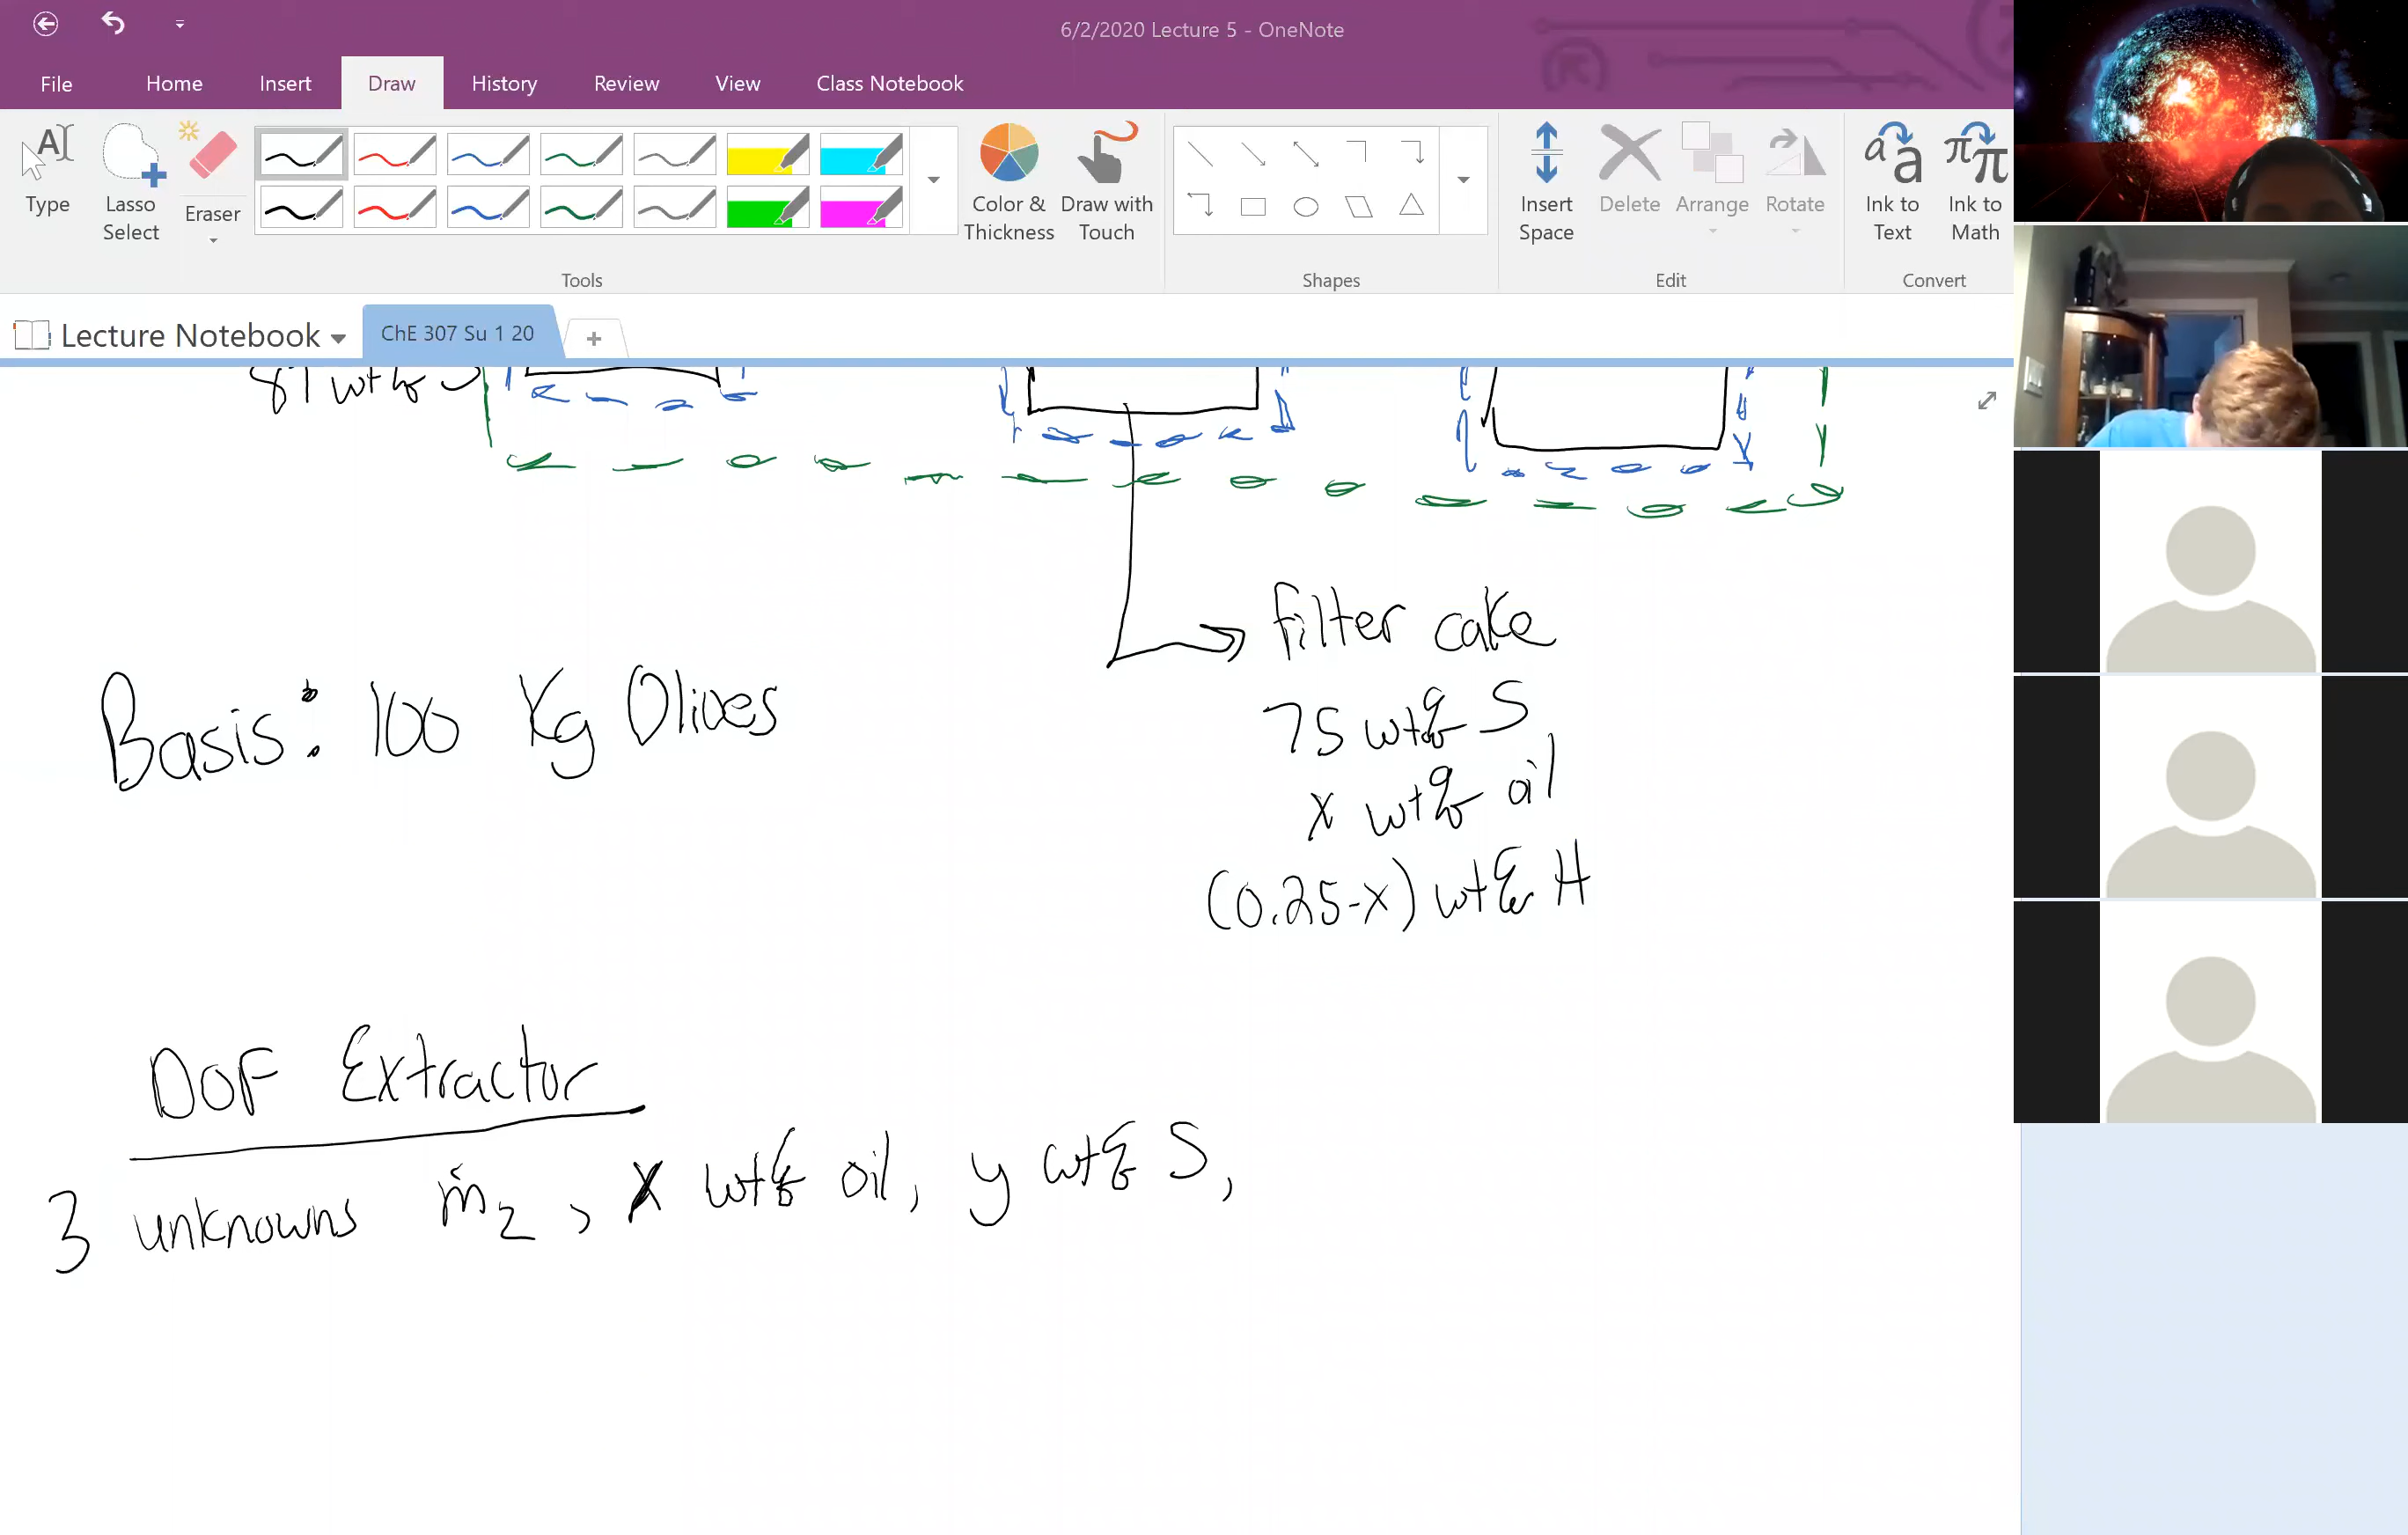 6/2/2020 Lecture 5 - OneNote
File Home Insert Draw History Review View Class Notebook
Type
Lasso Select
Eraser
Color & Thickness
Draw with Touch
Insert Space
Delete
Arrange
Rotate
Ink to Text
Ink to Math
Tools Shapes Edit Convert
Lecture Notebook
ChE 307 Su 1 20
wt%
filter cake
75 wt% S
x wt% oil
(0.25-x) wt% H
Basis: 100 Kg Olives
DOF Extractor
3 unknowns ṁ2, x wt% oil, y wt% S,